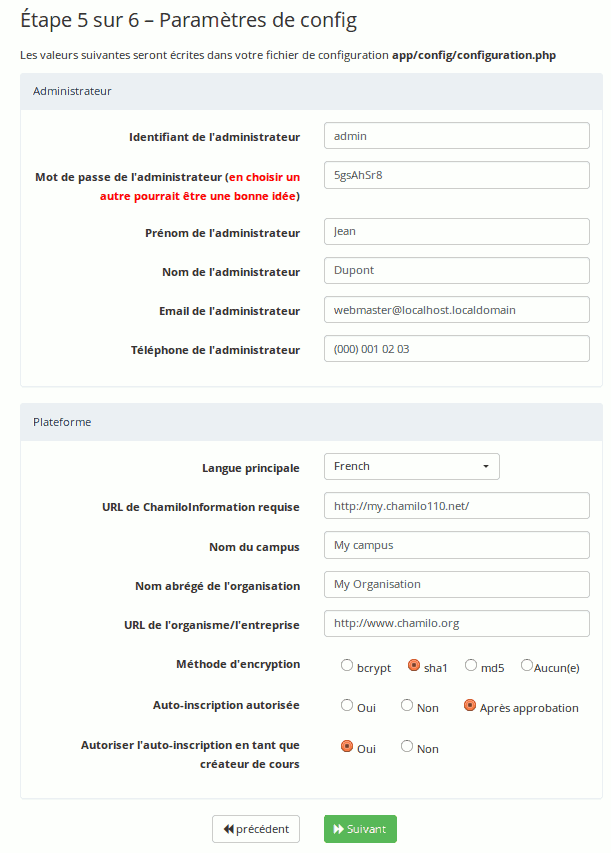 Étape 5 sur 6 – Paramètres de config
Les valeurs suivantes seront écrites dans votre fichier de configuration app/config/configuration.php
Administrateur
Identifiant de l'administrateur admin
Mot de passe de l'administrateur (en choisir un 5gsAhSr8
autre pourrait être une bonne idée)
Prénom de l'administrateur Jean
Nom de l'administrateur Dupont
Email de l'administrateur webmaster@localhost.localdomain
Téléphone de l'administrateur (000) 001 02 03
Plateforme
Langue principale French
URL de ChamiloInformation requise http://my.chamilo110.net/
Nom du campus My campus
Nom abrégé de l'organisation My Organisation
URL de l'organisme/l'entreprise http://www.chamilo.org
Méthode d'encryption bcrypt sha1 md5 Aucun(e)
Auto-inscription autorisée Oui Non Après approbation
Autoriser l'auto-inscription en tant que Oui Non
créateur de cours
précédent Suivant